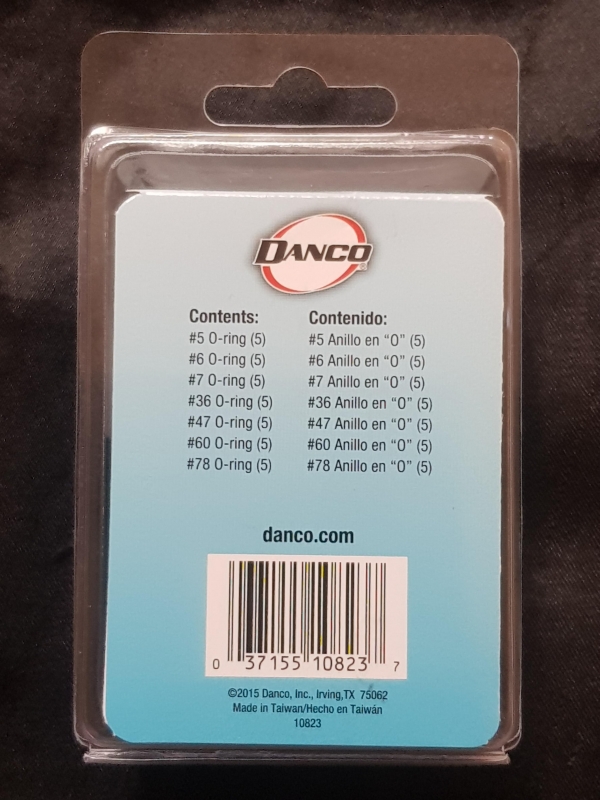 DANCO®
Contents:
#5 O-ring (5)
#6 O-ring (5)
#7 O-ring (5)
#36 O-ring (5)
#47 O-ring (5)
#60 O-ring (5)
#78 O-ring (5)
Contenido:
#5 Anillo en “O” (5)
#6 Anillo en “O” (5)
#7 Anillo en “O” (5)
#36 Anillo en “O” (5)
#47 Anillo en “O” (5)
#60 Anillo en “O” (5)
#78 Anillo en “O” (5)
danco.com
0 37155 10823 7
©2015 Danco, Inc., Irving,TX 75062
Made in Taiwan/Hecho en Taiwán
10823